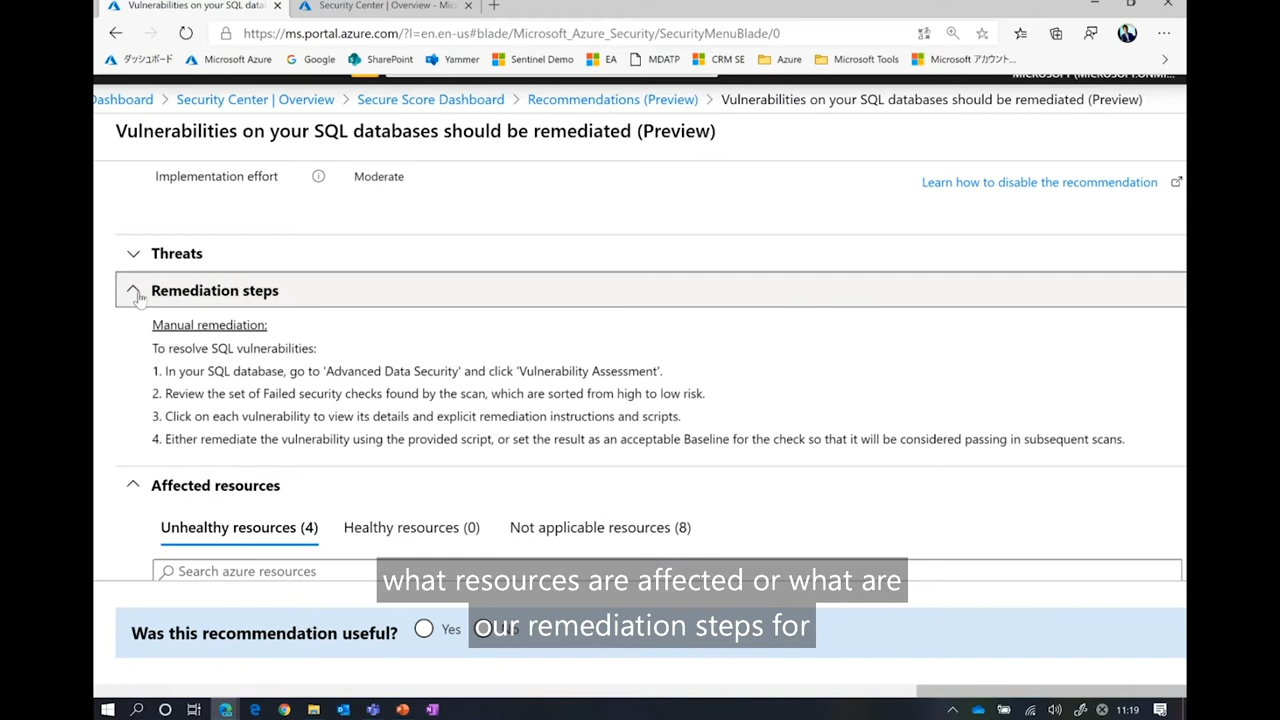 Vulnerabilities on your SQL datal
Security Center | Overview - Mic
https://ms.portal.azure.com/?l=en.en-us#blade/Microsoft_Azure_Security/SecurityMenuBlade/0
ダッシュボード Microsoft Azure Google SharePoint Yammer Sentinel Demo EA MDATP CRM SE Azure Microsoft Tools Microsoft アカウント...
Dashboard > Security Center | Overview > Secure Score Dashboard > Recommendations (Preview) > Vulnerabilities on your SQL databases should be remediated (Preview)
Vulnerabilities on your SQL databases should be remediated (Preview)
Implementation effort Moderate
Learn how to disable the recommendation
Threats
Remediation steps
Manual remediation:
To resolve SQL vulnerabilities:
1. In your SQL database, go to 'Advanced Data Security' and click 'Vulnerability Assessment'.
2. Review the set of Failed security checks found by the scan, which are sorted from high to low risk.
3. Click on each vulnerability to view its details and explicit remediation instructions and scripts.
4. Either remediate the vulnerability using the provided script, or set the result as an acceptable Baseline for the check so that it will be considered passing in subsequent scans.
Affected resources
Unhealthy resources (4) Healthy resources (0) Not applicable resources (8)
Search azure resources
what resources are affected or what are
our remediation steps for
Was this recommendation useful? Yes No
11:19